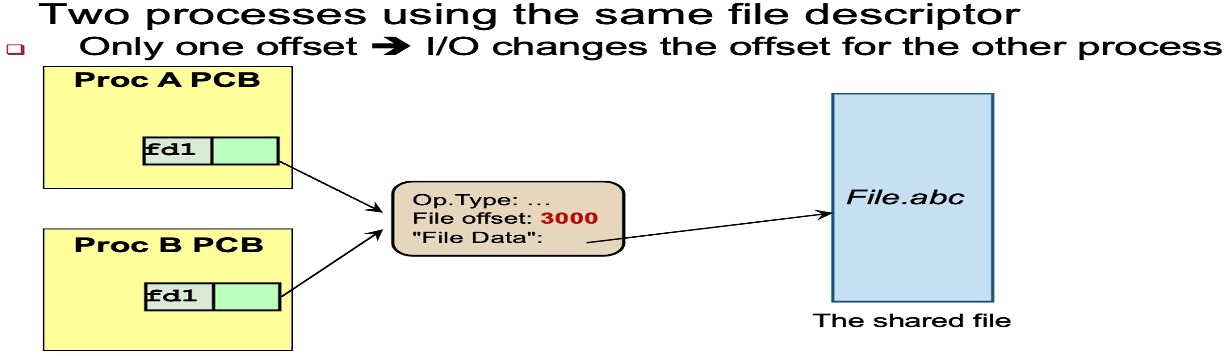 Two processes using the same file descriptor
Only one offset ➔ I/O changes the offset for the other process
Proc A PCB
fd1
Op.Type: ...
File offset: 3000
"File Data":
File.abc
Proc B PCB
fd1
The shared file